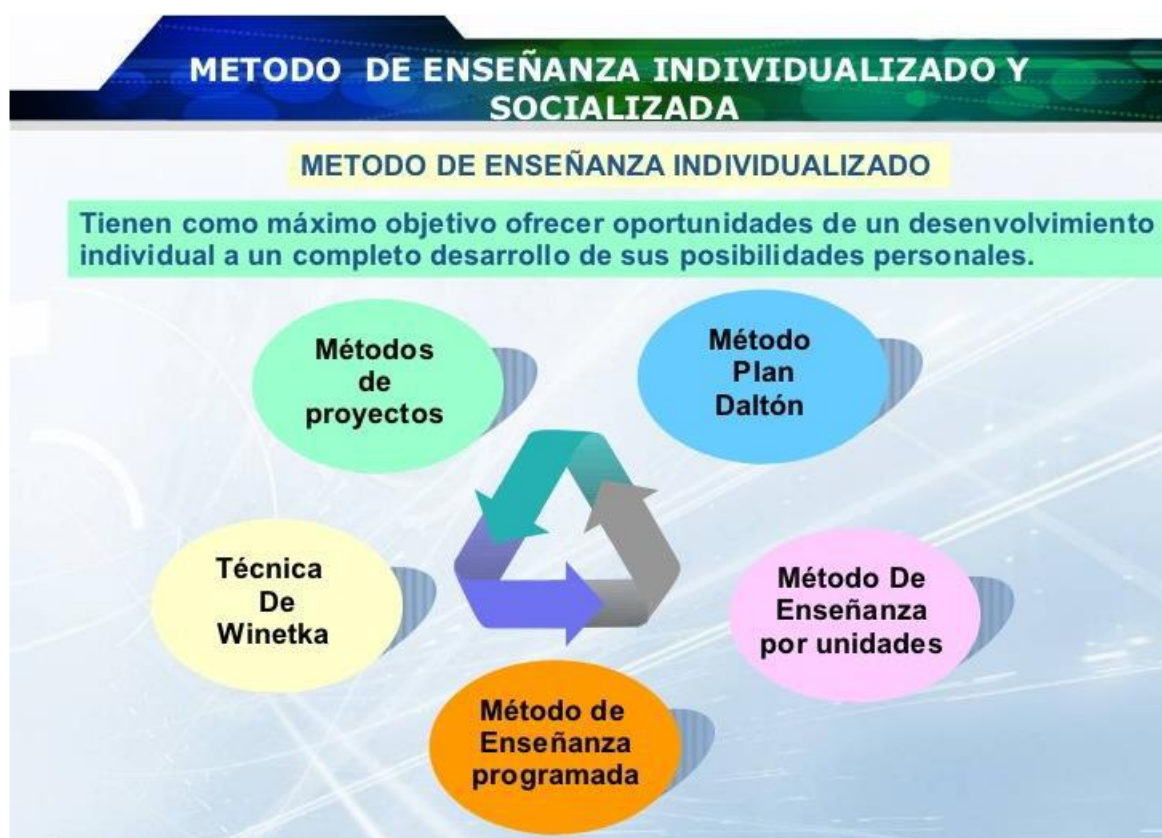 METODO DE ENSEÑANZA INDIVIDUALIZADO Y
SOCIALIZADA
METODO DE ENSEÑANZA INDIVIDUALIZADO
Tienen como máximo objetivo ofrecer oportunidades de un desenvolvimiento
individual a un completo desarrollo de sus posibilidades personales.
Métodos
de
proyectos
Método
Plan
Daltón
Técnica
De
Winetka
Método De
Enseñanza
por unidades
Método de
Enseñanza
programada